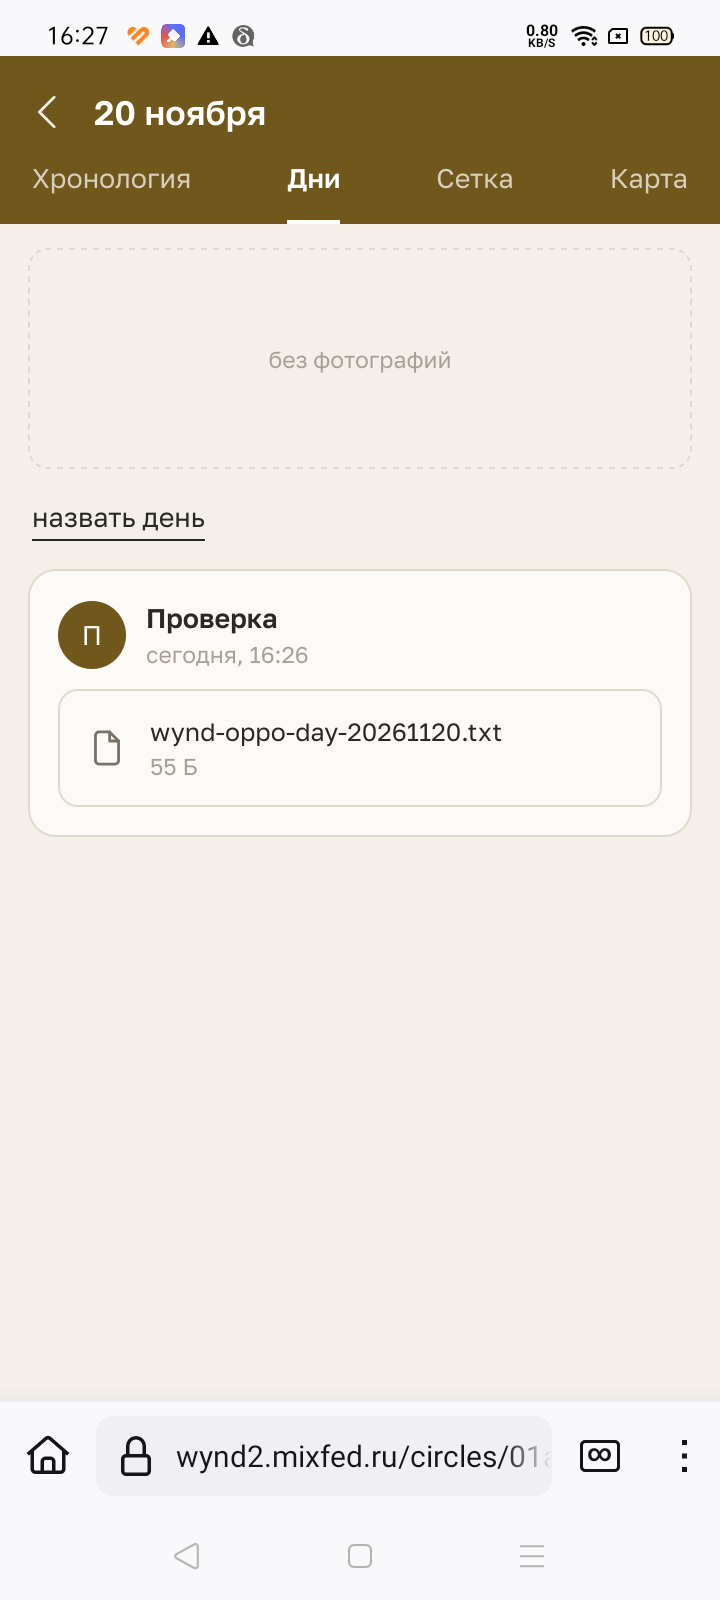 16:27
0.80
KB/S
100
20 ноября
Хронология
Дни
Сетка
Карта
без фотографий
назвать день
П
Проверка
сегодня, 16:26
wynd-oppo-day-20261120.txt
55 Б
wynd2.mixfed.ru/circles/01